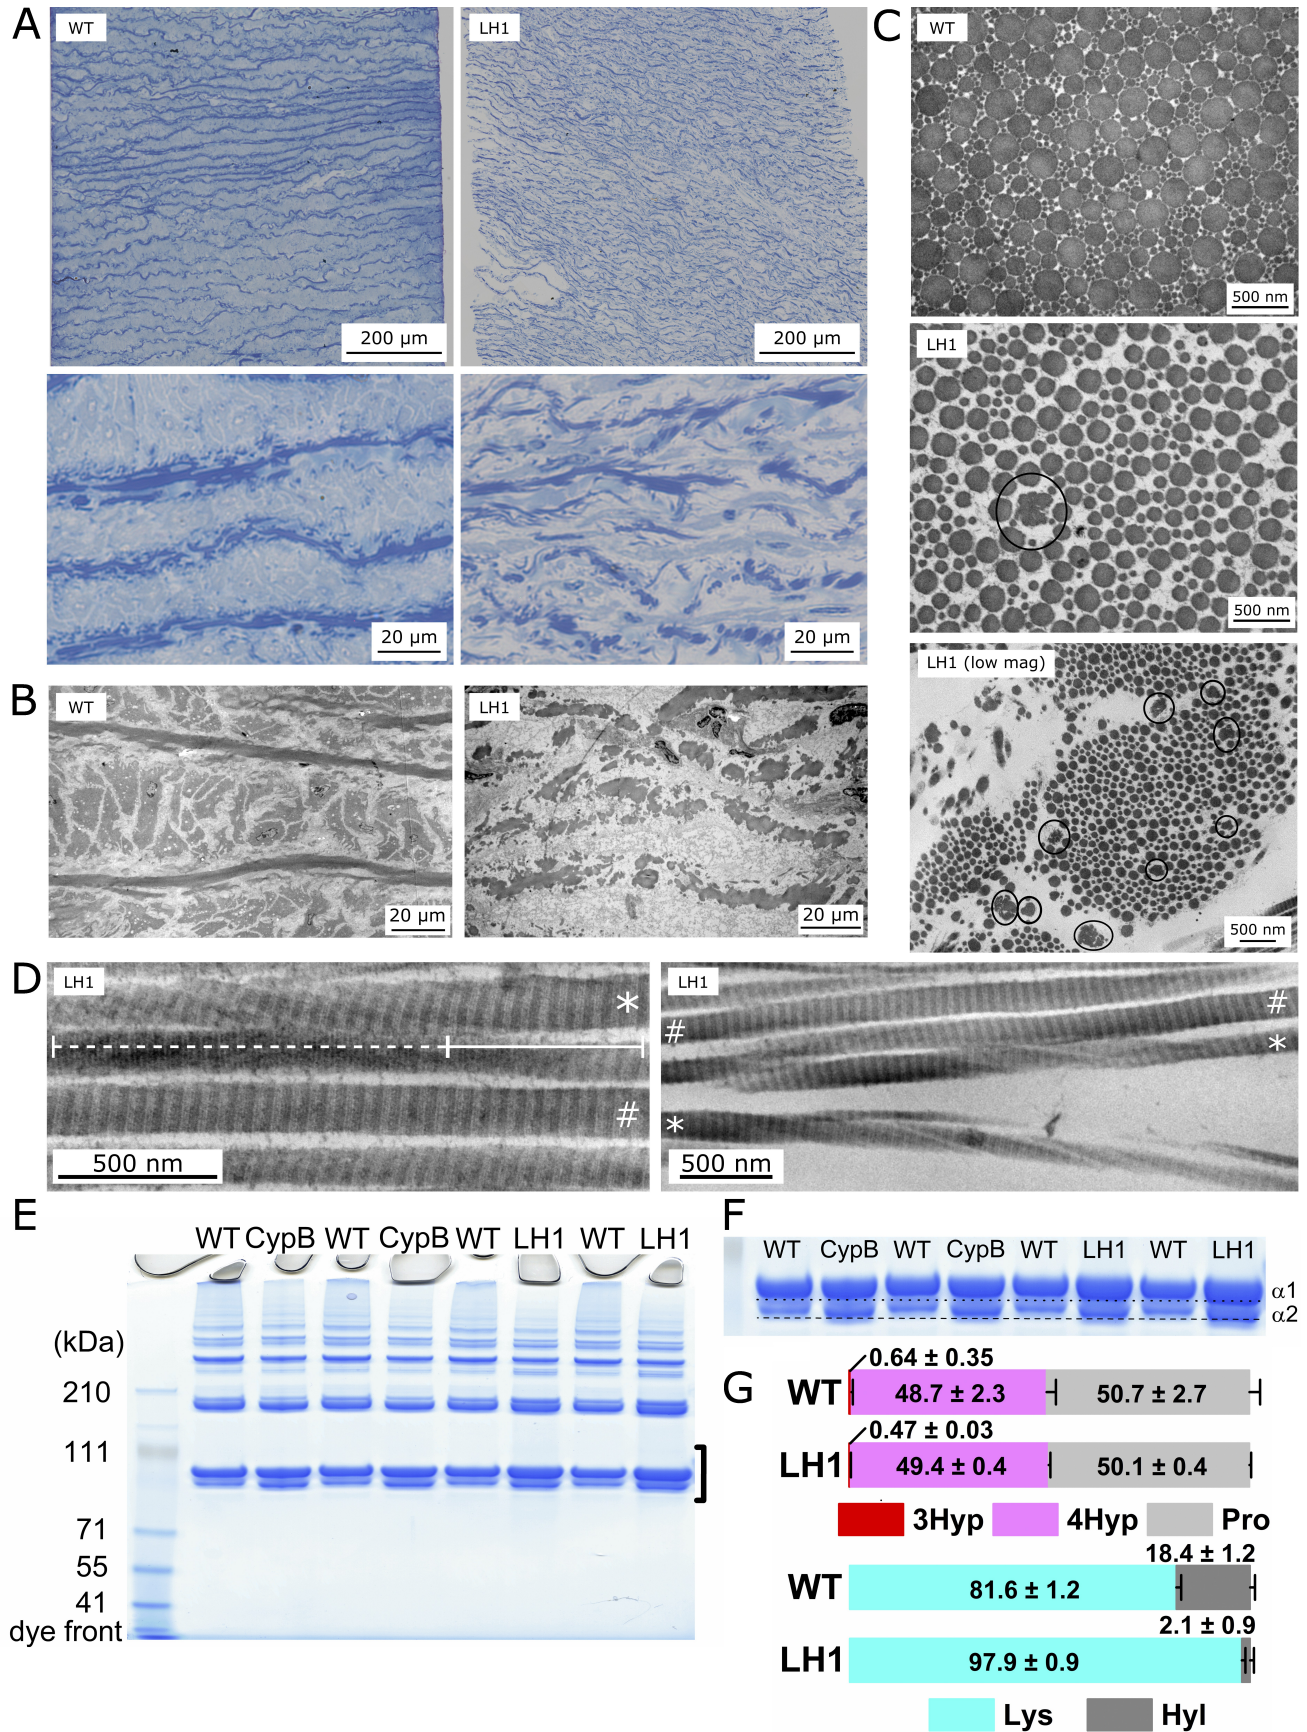 A
WT
LH1
200 µm
200 µm
20 µm
20 µm
B
WT
LH1
20 µm
20 µm
C
WT
500 nm
LH1
500 nm
LH1 (low mag)
500 nm
D
LH1
*
#
500 nm
LH1
#
#
*
*
500 nm
E
WT CypB WT CypB WT LH1 WT LH1
(kDa)
210
111
71
55
41
dye front
F
WT CypB WT CypB WT LH1 WT LH1
α1
α2
G
0.64 ± 0.35
WT 48.7 ± 2.3 50.7 ± 2.7
0.47 ± 0.03
LH1 49.4 ± 0.4 50.1 ± 0.4
3Hyp 4Hyp Pro
18.4 ± 1.2
WT 81.6 ± 1.2
2.1 ± 0.9
LH1 97.9 ± 0.9
Lys Hyl